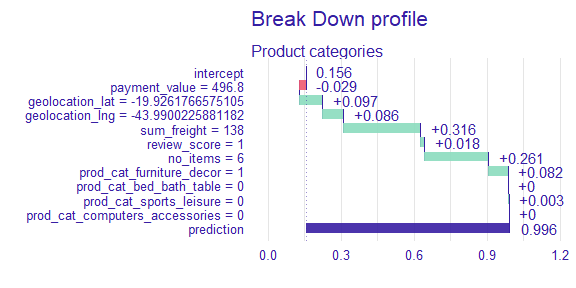 Break Down profile
Product categories
intercept 0.156
payment_value = 496.8 -0.029
geolocation_lat = -19.9261766575105 +0.097
geolocation_lng = -43.9900225881182 +0.086
sum_freight = 138 +0.316
review_score = 1 +0.018
no_items = 6 +0.261
prod_cat_furniture_decor = 1 +0.082
prod_cat_bed_bath_table = 0 +0
prod_cat_sports_leisure = 0 +0.003
prod_cat_computers_accessories = 0 +0
prediction 0.996
0.0 0.3 0.6 0.9 1.2